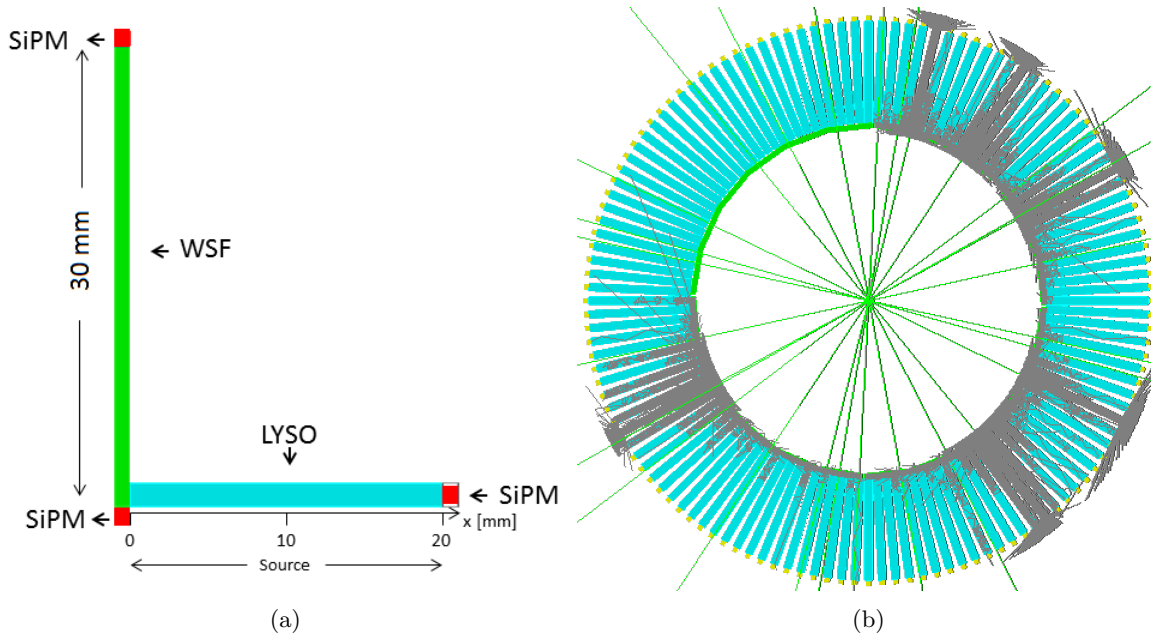 SiPM
30 mm
WSF
LYSO
SiPM
SiPM
x [mm]
0
10
20
Source
(a)
(b)